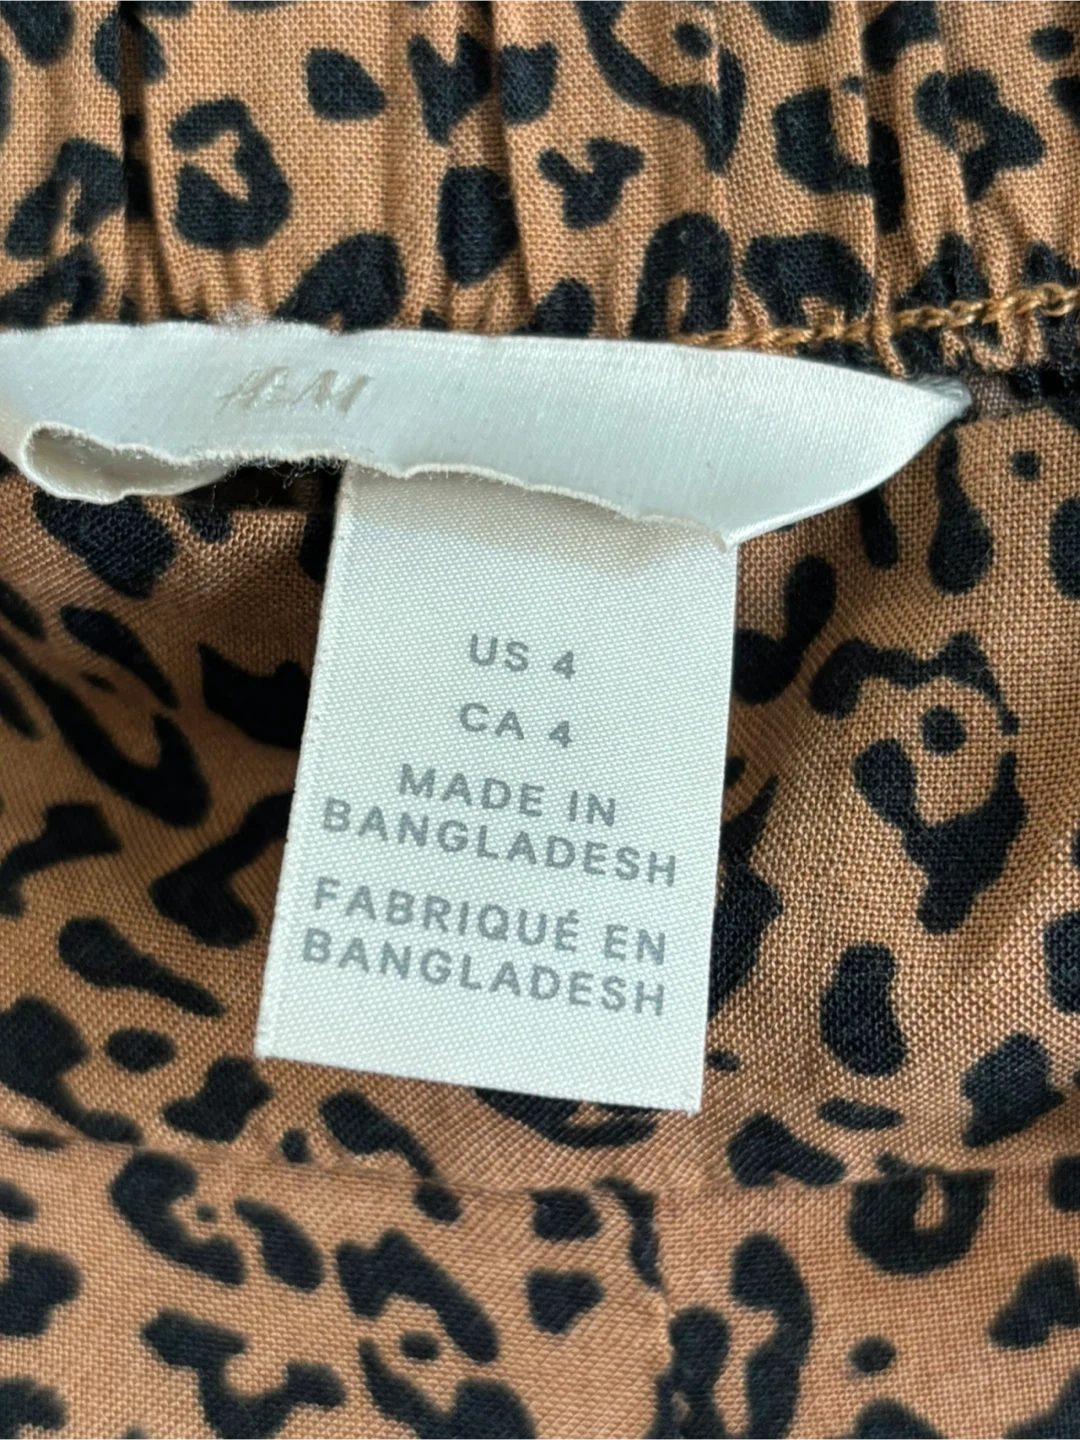 H&M
US 4
CA 4
MADE IN
BANGLADESH
FABRIQUÉ EN
BANGLADESH